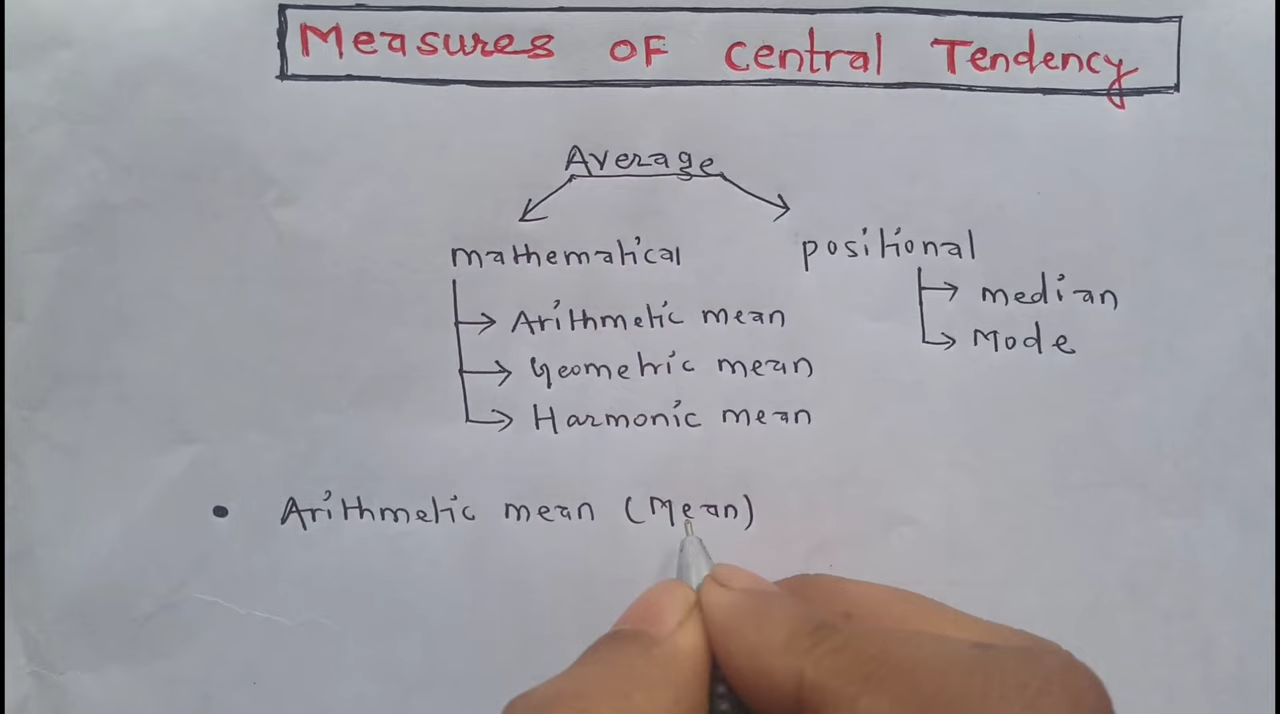 Measures OF Central Tendency
Average
mathematical
Arithmetic mean
Geometric mean
Harmonic mean
positional
median
Mode
• Arithmetic mean (Mean)